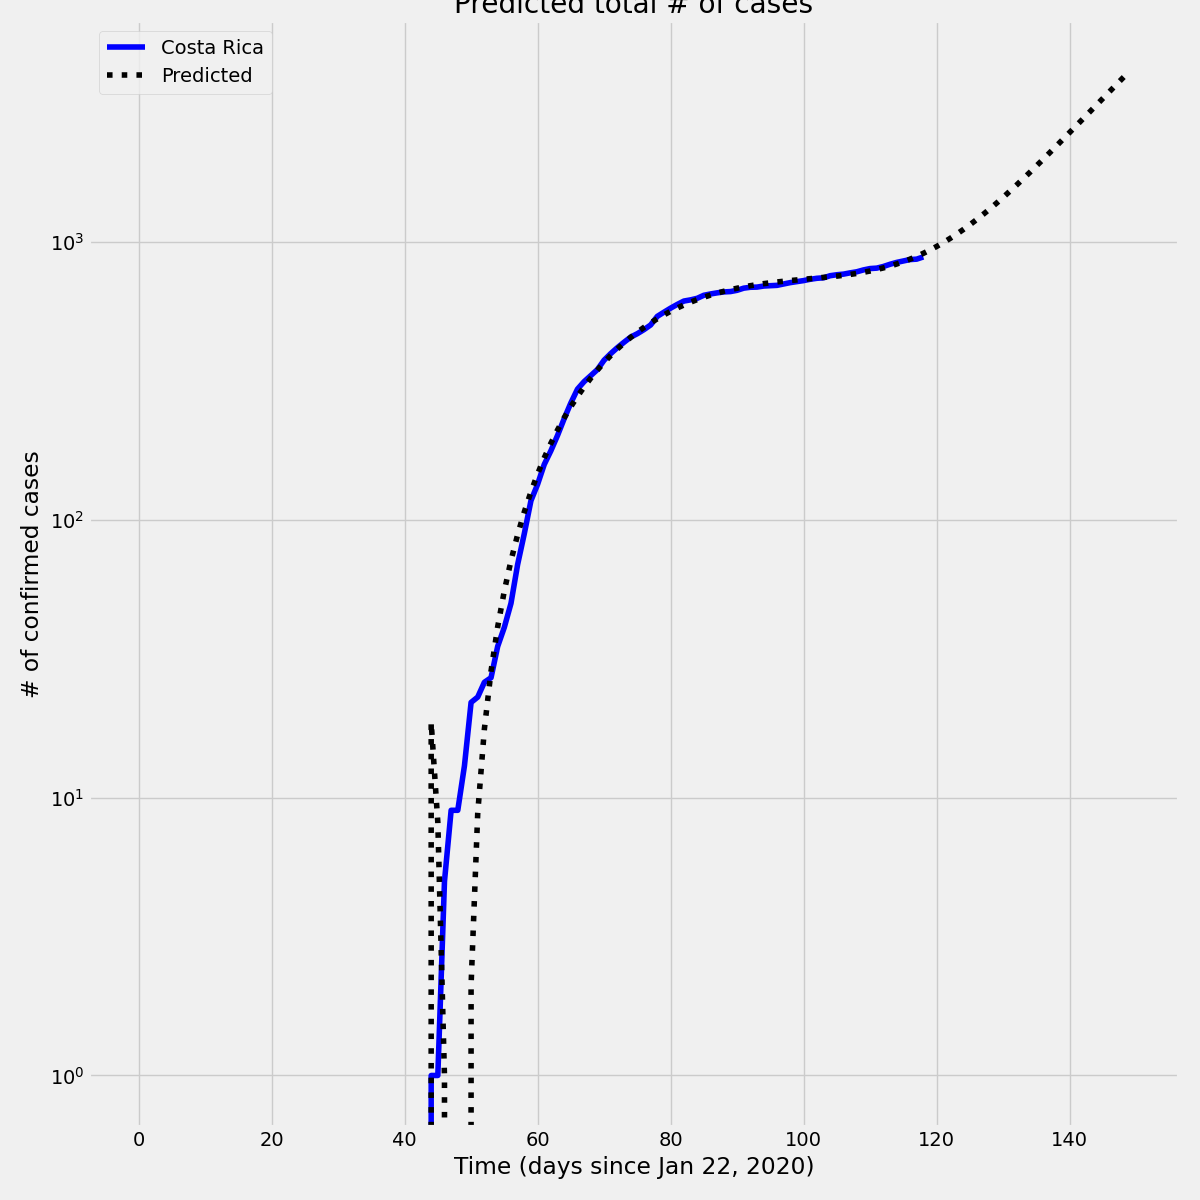 Predicted total # of cases
Costa Rica
Predicted
10³
10²
10¹
10⁰
# of confirmed cases
0 20 40 60 80 100 120 140
Time (days since Jan 22, 2020)